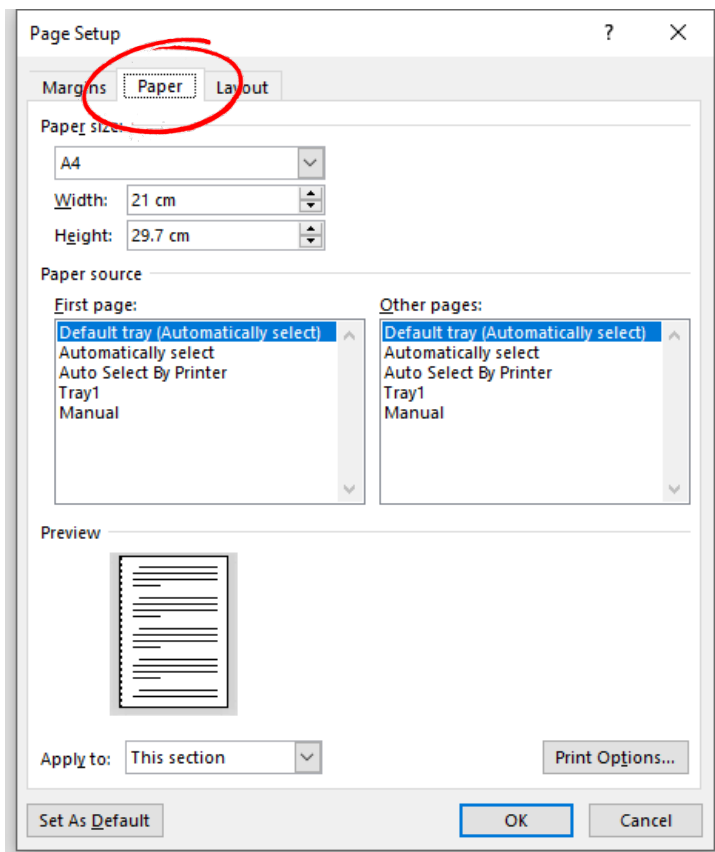 Page Setup ?
Margins Paper Layout
Paper size:
A4
Width: 21 cm
Height: 29.7 cm
Paper source
First page: Other pages:
Default tray (Automatically select) Default tray (Automatically select)
Automatically select Automatically select
Auto Select By Printer Auto Select By Printer
Tray1 Tray1
Manual Manual
Preview
Apply to: This section Print Options...
Set As Default OK Cancel